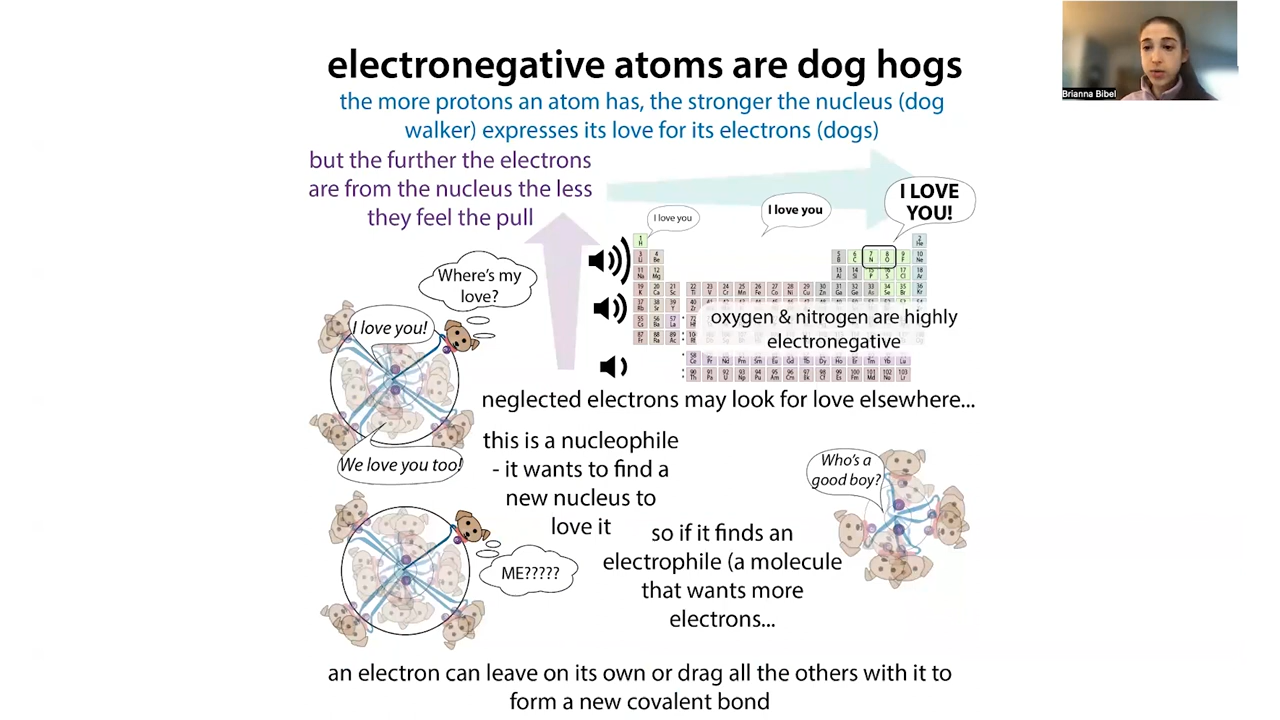 electronegative atoms are dog hogs
the more protons an atom has, the stronger the nucleus (dog
walker) expresses its love for its electrons (dogs)
but the further the electrons
are from the nucleus the less
they feel the pull
I love you
I love you
I LOVE
YOU!
oxygen & nitrogen are highly
electronegative
Where's my
love?
I love you!
We love you too!
neglected electrons may look for love elsewhere...
this is a nucleophile
- it wants to find a
new nucleus to
love it
Who's a
good boy?
ME?????
so if it finds an
electrophile (a molecule
that wants more
electrons...
an electron can leave on its own or drag all the others with it to
form a new covalent bond
Brianna Bibel